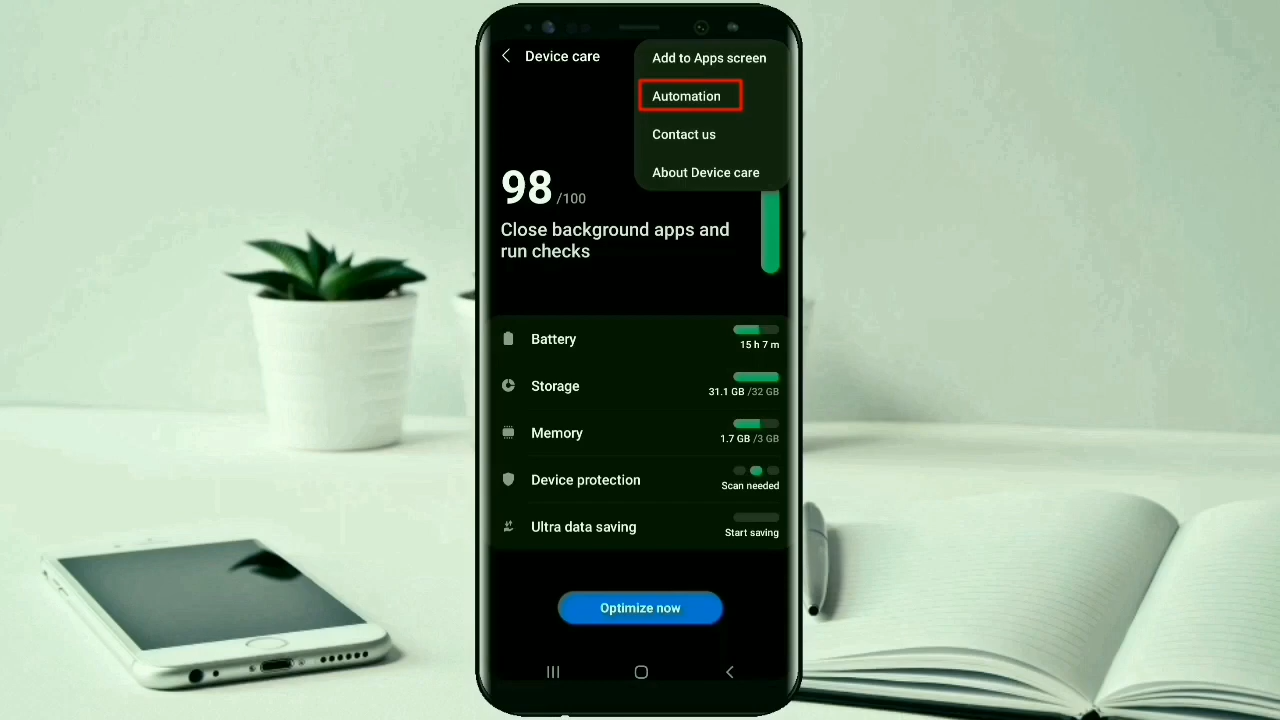 Device care
Add to Apps screen
Automation
Contact us
About Device care
98 /100
Close background apps and
run checks
Battery
15 h 7 m
Storage
31.1 GB /32 GB
Memory
1.7 GB /3 GB
Device protection
Scan needed
Ultra data saving
Start saving
Optimize now